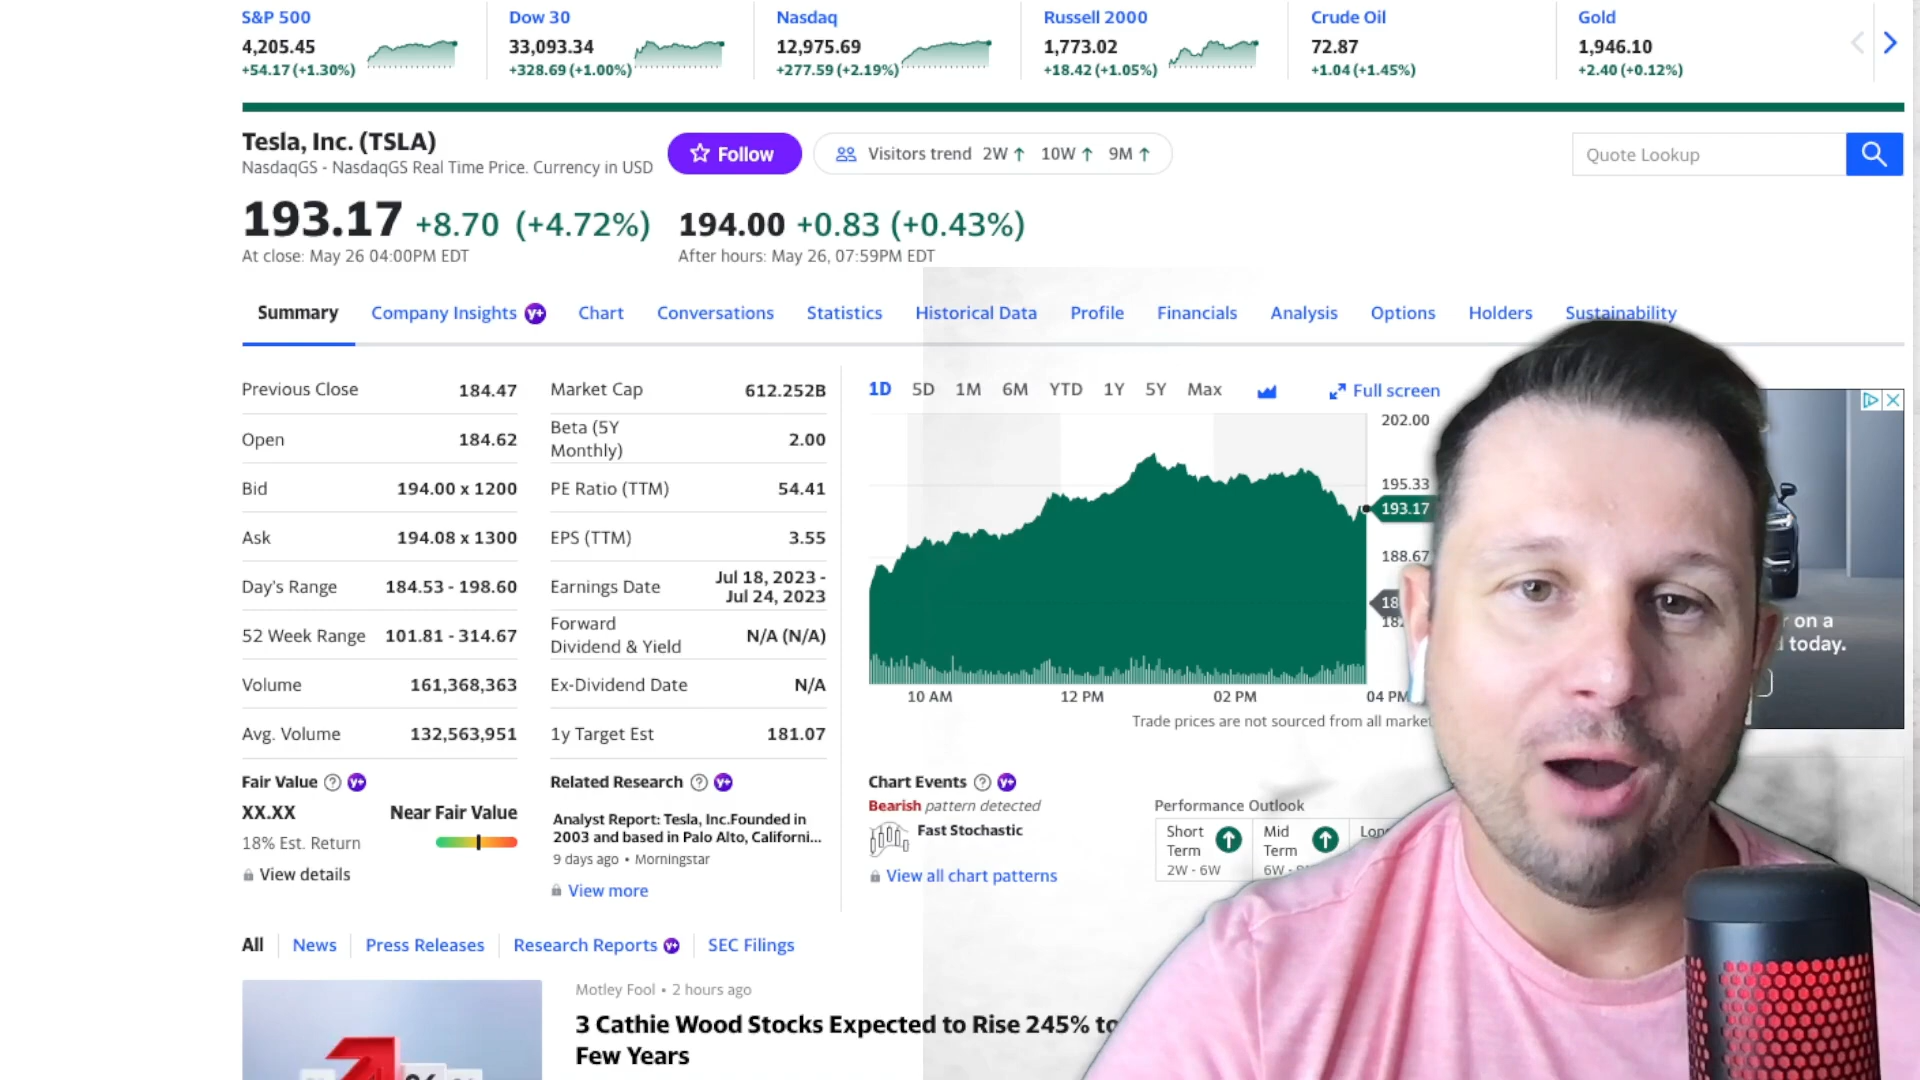 S&P 500 Dow 30 Nasdaq Russell 2000 Crude Oil Gold
4,205.45 33,093.34 12,975.69 1,773.02 72.87 1,946.10
+54.17 (+1.30%) +328.69 (+1.00%) +277.59 (+2.19%) +18.42 (+1.05%) +1.04 (+1.45%) +2.40 (+0.12%)
Tesla, Inc. (TSLA)
NasdaqGS - NasdaqGS Real Time Price. Currency in USD
Follow
Visitors trend 2W 10W 9M
Quote Lookup
193.17 +8.70 (+4.72%) 194.00 +0.83 (+0.43%)
At close: May 26 04:00PM EDT After hours: May 26, 07:59PM EDT
Summary Company Insights y+ Chart Conversations Statistics Historical Data Profile Financials Analysis Options Holders Sustainability
Previous Close 184.47
Open 184.62
Bid 194.00 x 1200
Ask 194.08 x 1300
Day's Range 184.53 - 198.60
52 Week Range 101.81 - 314.67
Volume 161,368,363
Avg. Volume 132,563,951
Market Cap 612.252B
Beta (5Y
Monthly) 2.00
PE Ratio (TTM) 54.41
EPS (TTM) 3.55
Earnings Date Jul 18, 2023 -
Jul 24, 2023
Forward
Dividend & Yield N/A (N/A)
Ex-Dividend Date N/A
1y Target Est 181.07
1D 5D 1M 6M YTD 1Y 5Y Max Full screen
202.00
195.33
193.17
188.67
18
182
10 AM 12 PM 02 PM 04 PM
Trade prices are not sourced from all marke
on a
today.
Fair Value ? y+
XX.XX Near Fair Value
18% Est. Return
View details
Related Research ? y+
Analyst Report: Tesla, Inc.Founded in
2003 and based in Palo Alto, Californi...
9 days ago • Morningstar
View more
Chart Events ? y+
Bearish pattern detected
Fast Stochastic
View all chart patterns
Performance Outlook
Short
Term
2W - 6W
Mid
Term
6W - 9
Lon
All News Press Releases Research Reports y+ SEC Filings
Motley Fool • 2 hours ago
3 Cathie Wood Stocks Expected to Rise 245% to
Few Years